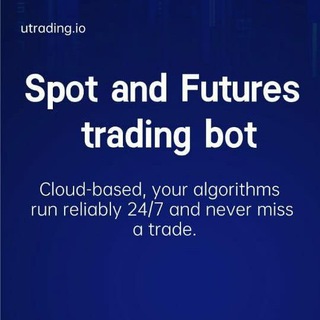 utrading.io
Spot and Futures
trading bot
Cloud-based, your algorithms
run reliably 24/7 and never miss
a trade.